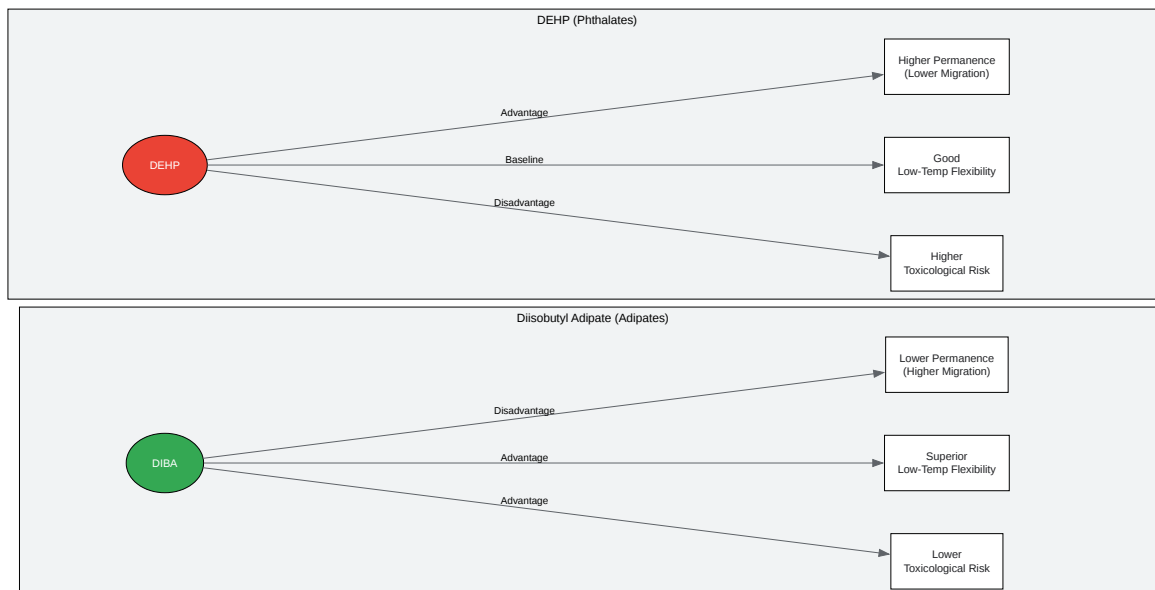 DEHP (Phthalates)
Higher Permanence
(Lower Migration)
Advantage
DEHP
Baseline
Good
Low-Temp Flexibility
Disadvantage
Higher
Toxicological Risk
Diisobutyl Adipate (Adipates)
Lower Permanence
(Higher Migration)
Disadvantage
DIBA
Advantage
Superior
Low-Temp Flexibility
Advantage
Lower
Toxicological Risk